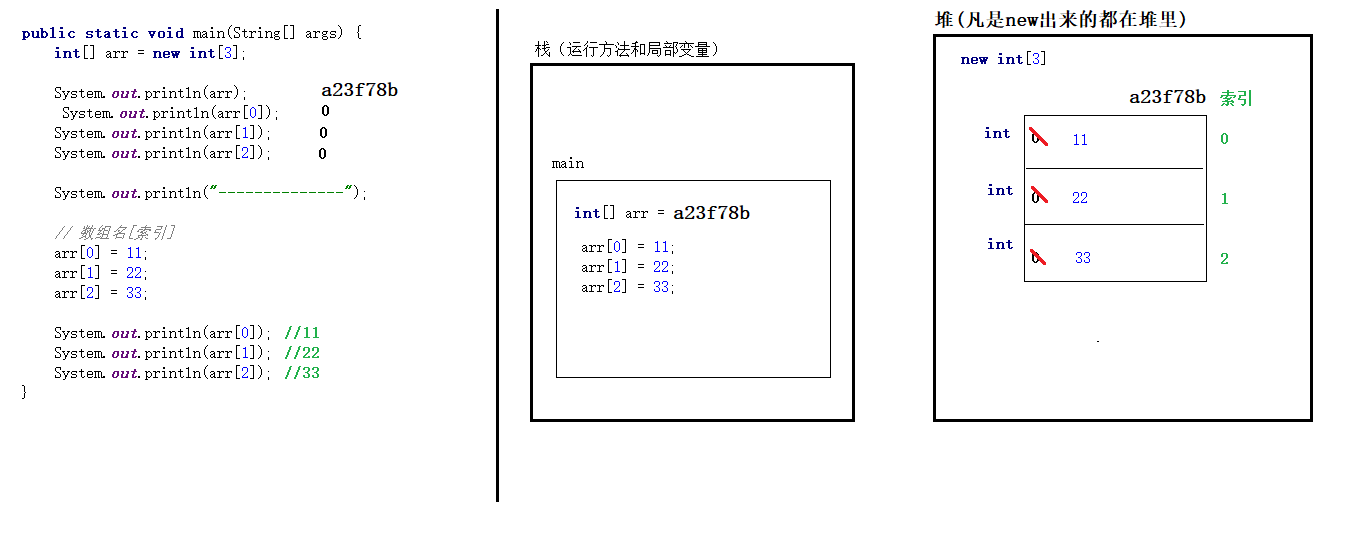 public static void main(String[] args) {
int[] arr = new int[3];
System.out.println(arr); a23f78b
System.out.println(arr[0]); 0
System.out.println(arr[1]); 0
System.out.println(arr[2]); 0
System.out.println("--------------");
// 数组名[索引]
arr[0] = 11;
arr[1] = 22;
arr[2] = 33;
System.out.println(arr[0]); //11
System.out.println(arr[1]); //22
System.out.println(arr[2]); //33
}
栈（运行方法和局部变量）
main
int[] arr = a23f78b
arr[0] = 11;
arr[1] = 22;
arr[2] = 33;
堆(凡是new出来的都在堆里)
new int[3]
a23f78b 索引
int 0 11 0
int 0 22 1
int 0 33 2